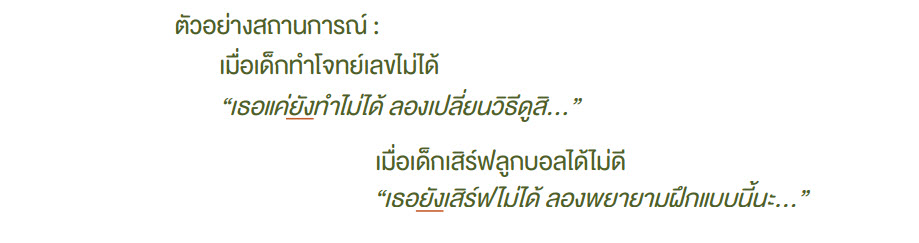 ตัวอย่างสถานการณ์ :
เมื่อเด็กทำโจทย์เลขไม่ได้
“เธอแค่ยังทำไม่ได้ ลองเปลี่ยนวิธีดูสิ...”
เมื่อเด็กเสิร์ฟลูกบอลได้ไม่ดี
“เธอยังเสิร์ฟไม่ได้ ลองพยายามฝึกแบบนี้นะ...”